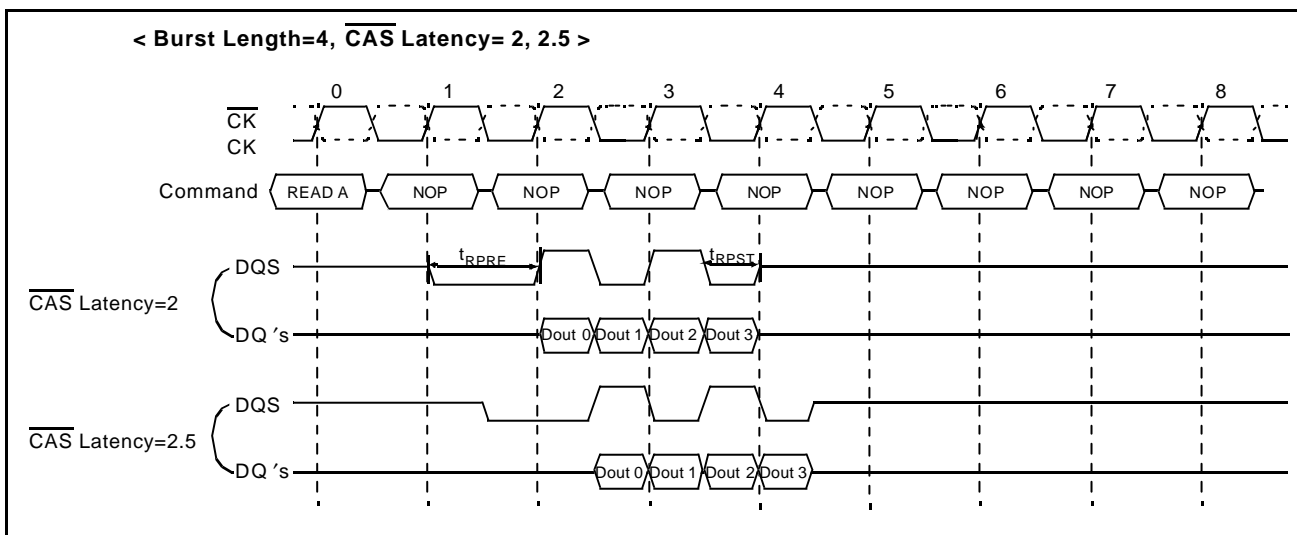 < Burst Length=4, CAS Latency= 2, 2.5 >
0 1 2 3 4 5 6 7 8
CK
CK
Command READ A NOP NOP NOP NOP NOP NOP NOP NOP
DQS tRPRE tRPST
CAS Latency=2
DQ 's Dout 0 Dout 1 Dout 2 Dout 3
DQS
CAS Latency=2.5
DQ 's Dout 0 Dout 1 Dout 2 Dout 3